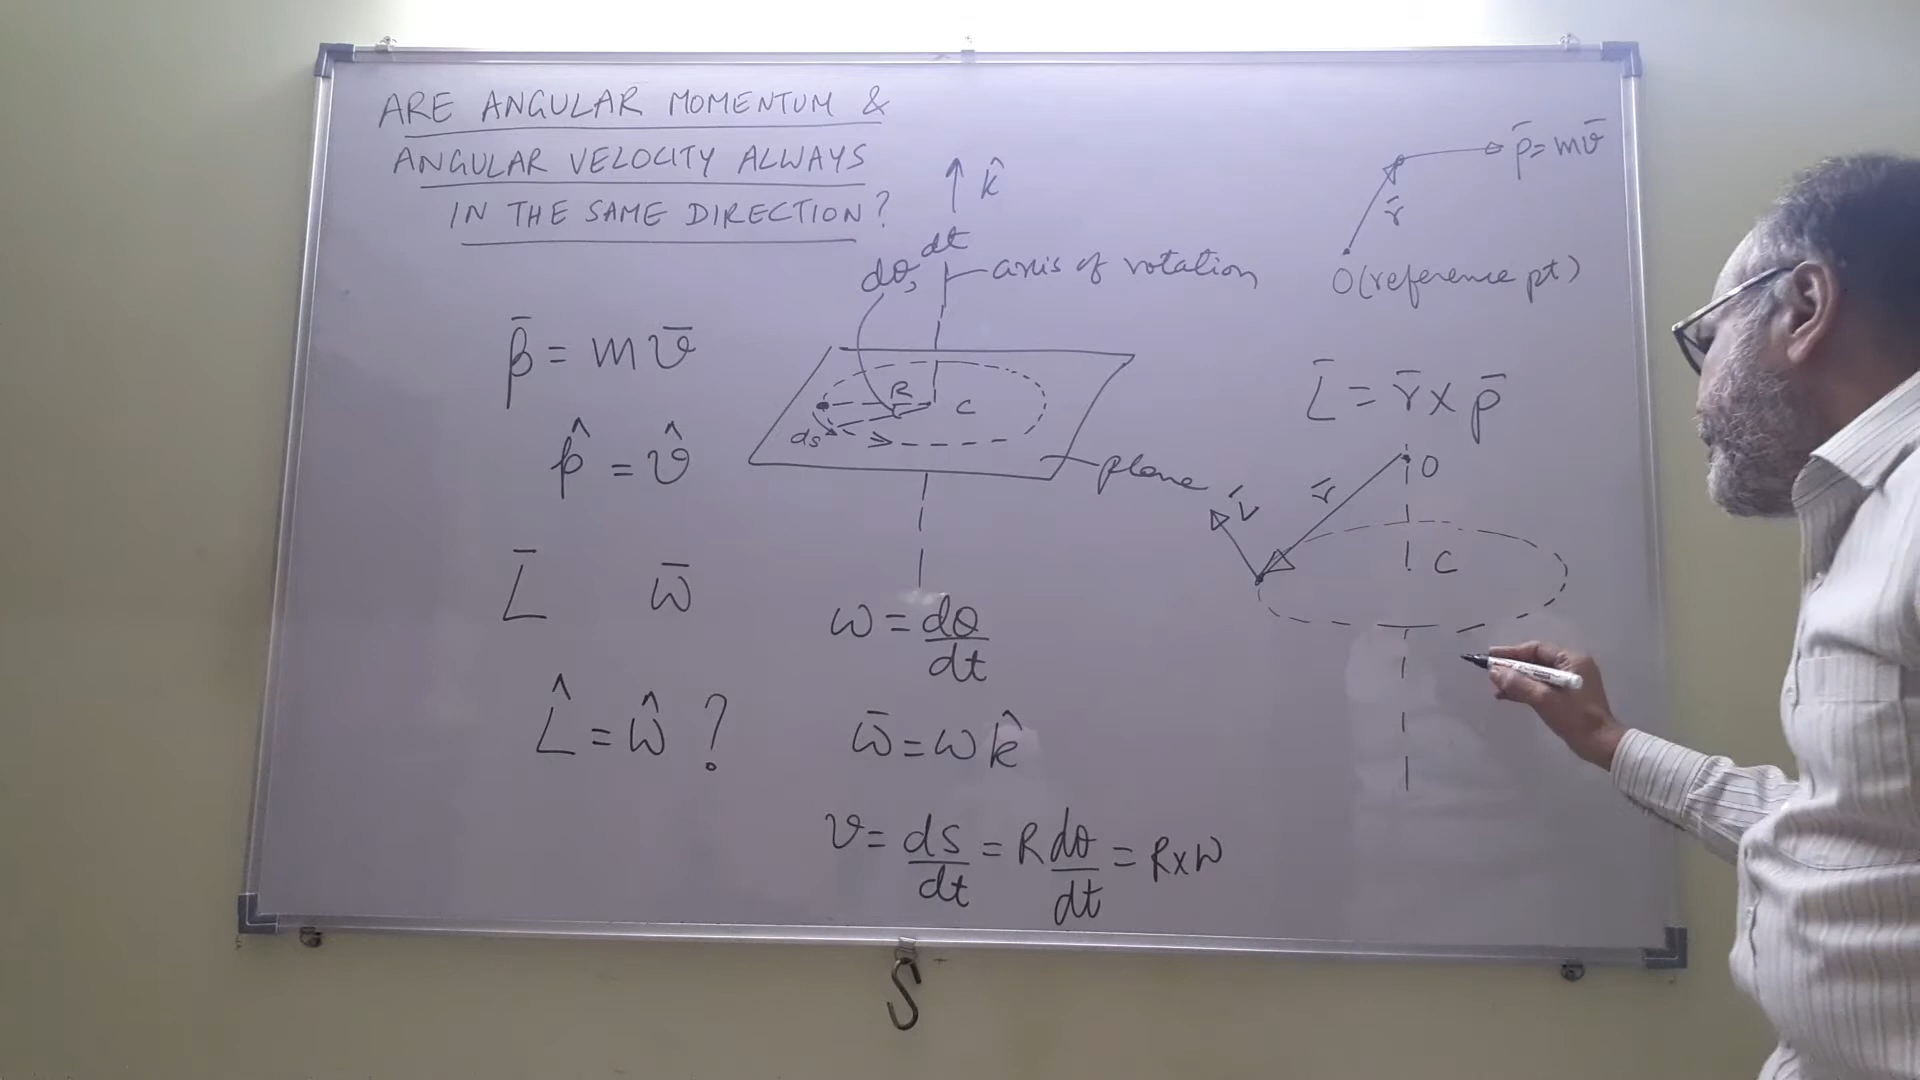 ARE ANGULAR MOMENTUM &
ANGULAR VELOCITY ALWAYS
IN THE SAME DIRECTION?
p̄ = mv̄
p̂ = v̂
L̄ ω̄
L̂ = ω̂ ?
k̂
dθ, dt
axis of rotation
R
C
ds
plane
ω = dθ/dt
ω̄ = ω k̂
v = ds/dt = R dθ/dt = R×ω
p̄ = mv̄
r̄
O (reference pt)
L̄ = r̄ × p̄
O
r̄
L̄
C